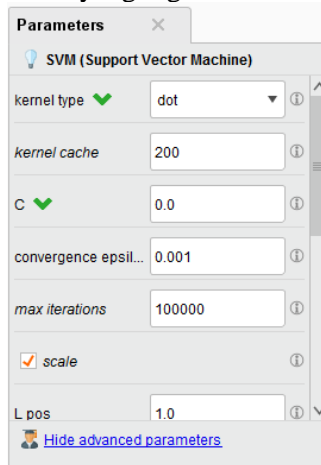 Parameters ×
SVM (Support Vector Machine)
kernel type dot
kernel cache 200
C 0.0
convergence epsil... 0.001
max iterations 100000
scale
L pos 1.0
Hide advanced parameters